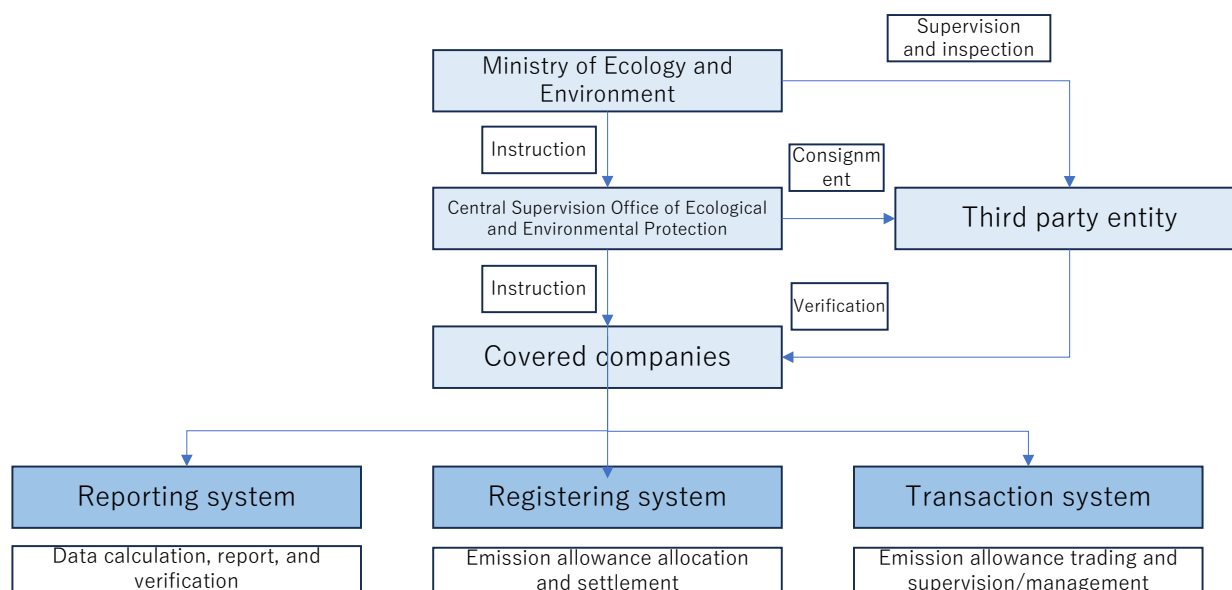 Supervision
and inspection
Ministry of Ecology and
Environment
Instruction
Consignm
ent
Central Supervision Office of Ecological
and Environmental Protection
Third party entity
Instruction
Verification
Covered companies
Reporting system
Registering system
Transaction system
Data calculation, report, and
verification
Emission allowance allocation
and settlement
Emission allowance trading and
supervision/management